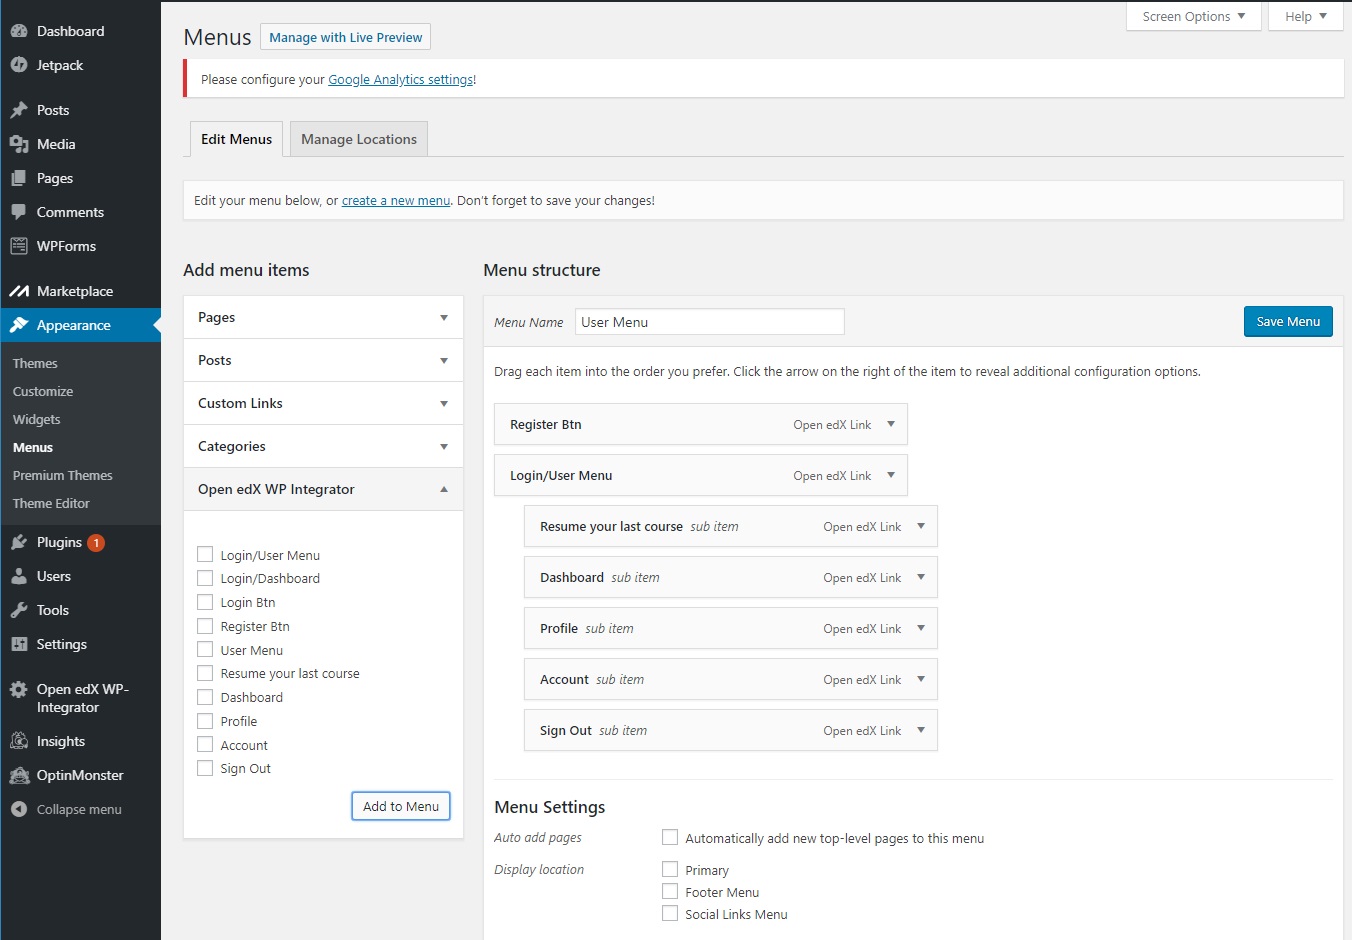 Screen Options
Help
Dashboard
Jetpack
Posts
Media
Pages
Comments
WPForms
Marketplace
Appearance
Themes
Customize
Widgets
Menus
Premium Themes
Theme Editor
Plugins 1
Users
Tools
Settings
Open edX WP-
Integrator
Insights
OptinMonster
Collapse menu
Menus Manage with Live Preview
Please configure your Google Analytics settings!
Edit Menus Manage Locations
Edit your menu below, or create a new menu. Don't forget to save your changes!
Add menu items
Pages
Posts
Custom Links
Categories
Open edX WP Integrator
Login/User Menu
Login/Dashboard
Login Btn
Register Btn
User Menu
Resume your last course
Dashboard
Profile
Account
Sign Out
Add to Menu
Menu structure
Menu Name User Menu Save Menu
Drag each item into the order you prefer. Click the arrow on the right of the item to reveal additional configuration options.
Register Btn Open edX Link
Login/User Menu Open edX Link
Resume your last course sub item Open edX Link
Dashboard sub item Open edX Link
Profile sub item Open edX Link
Account sub item Open edX Link
Sign Out sub item Open edX Link
Menu Settings
Auto add pages Automatically add new top-level pages to this menu
Display location Primary
Footer Menu
Social Links Menu